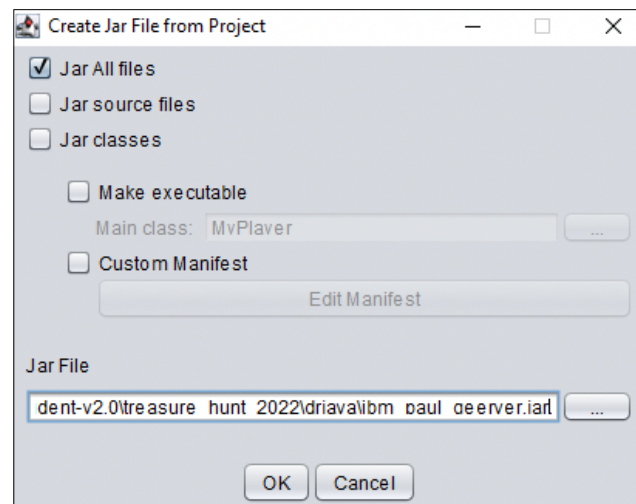 Create Jar File from Project
Jar All files
Jar source files
Jar classes
Make executable
Main class: MyPlayer ...
Custom Manifest
Edit Manifest
Jar File
dent-v2.0\treasure_hunt_2022\drjava\ibm_paul_geerver.jar ...
OK Cancel